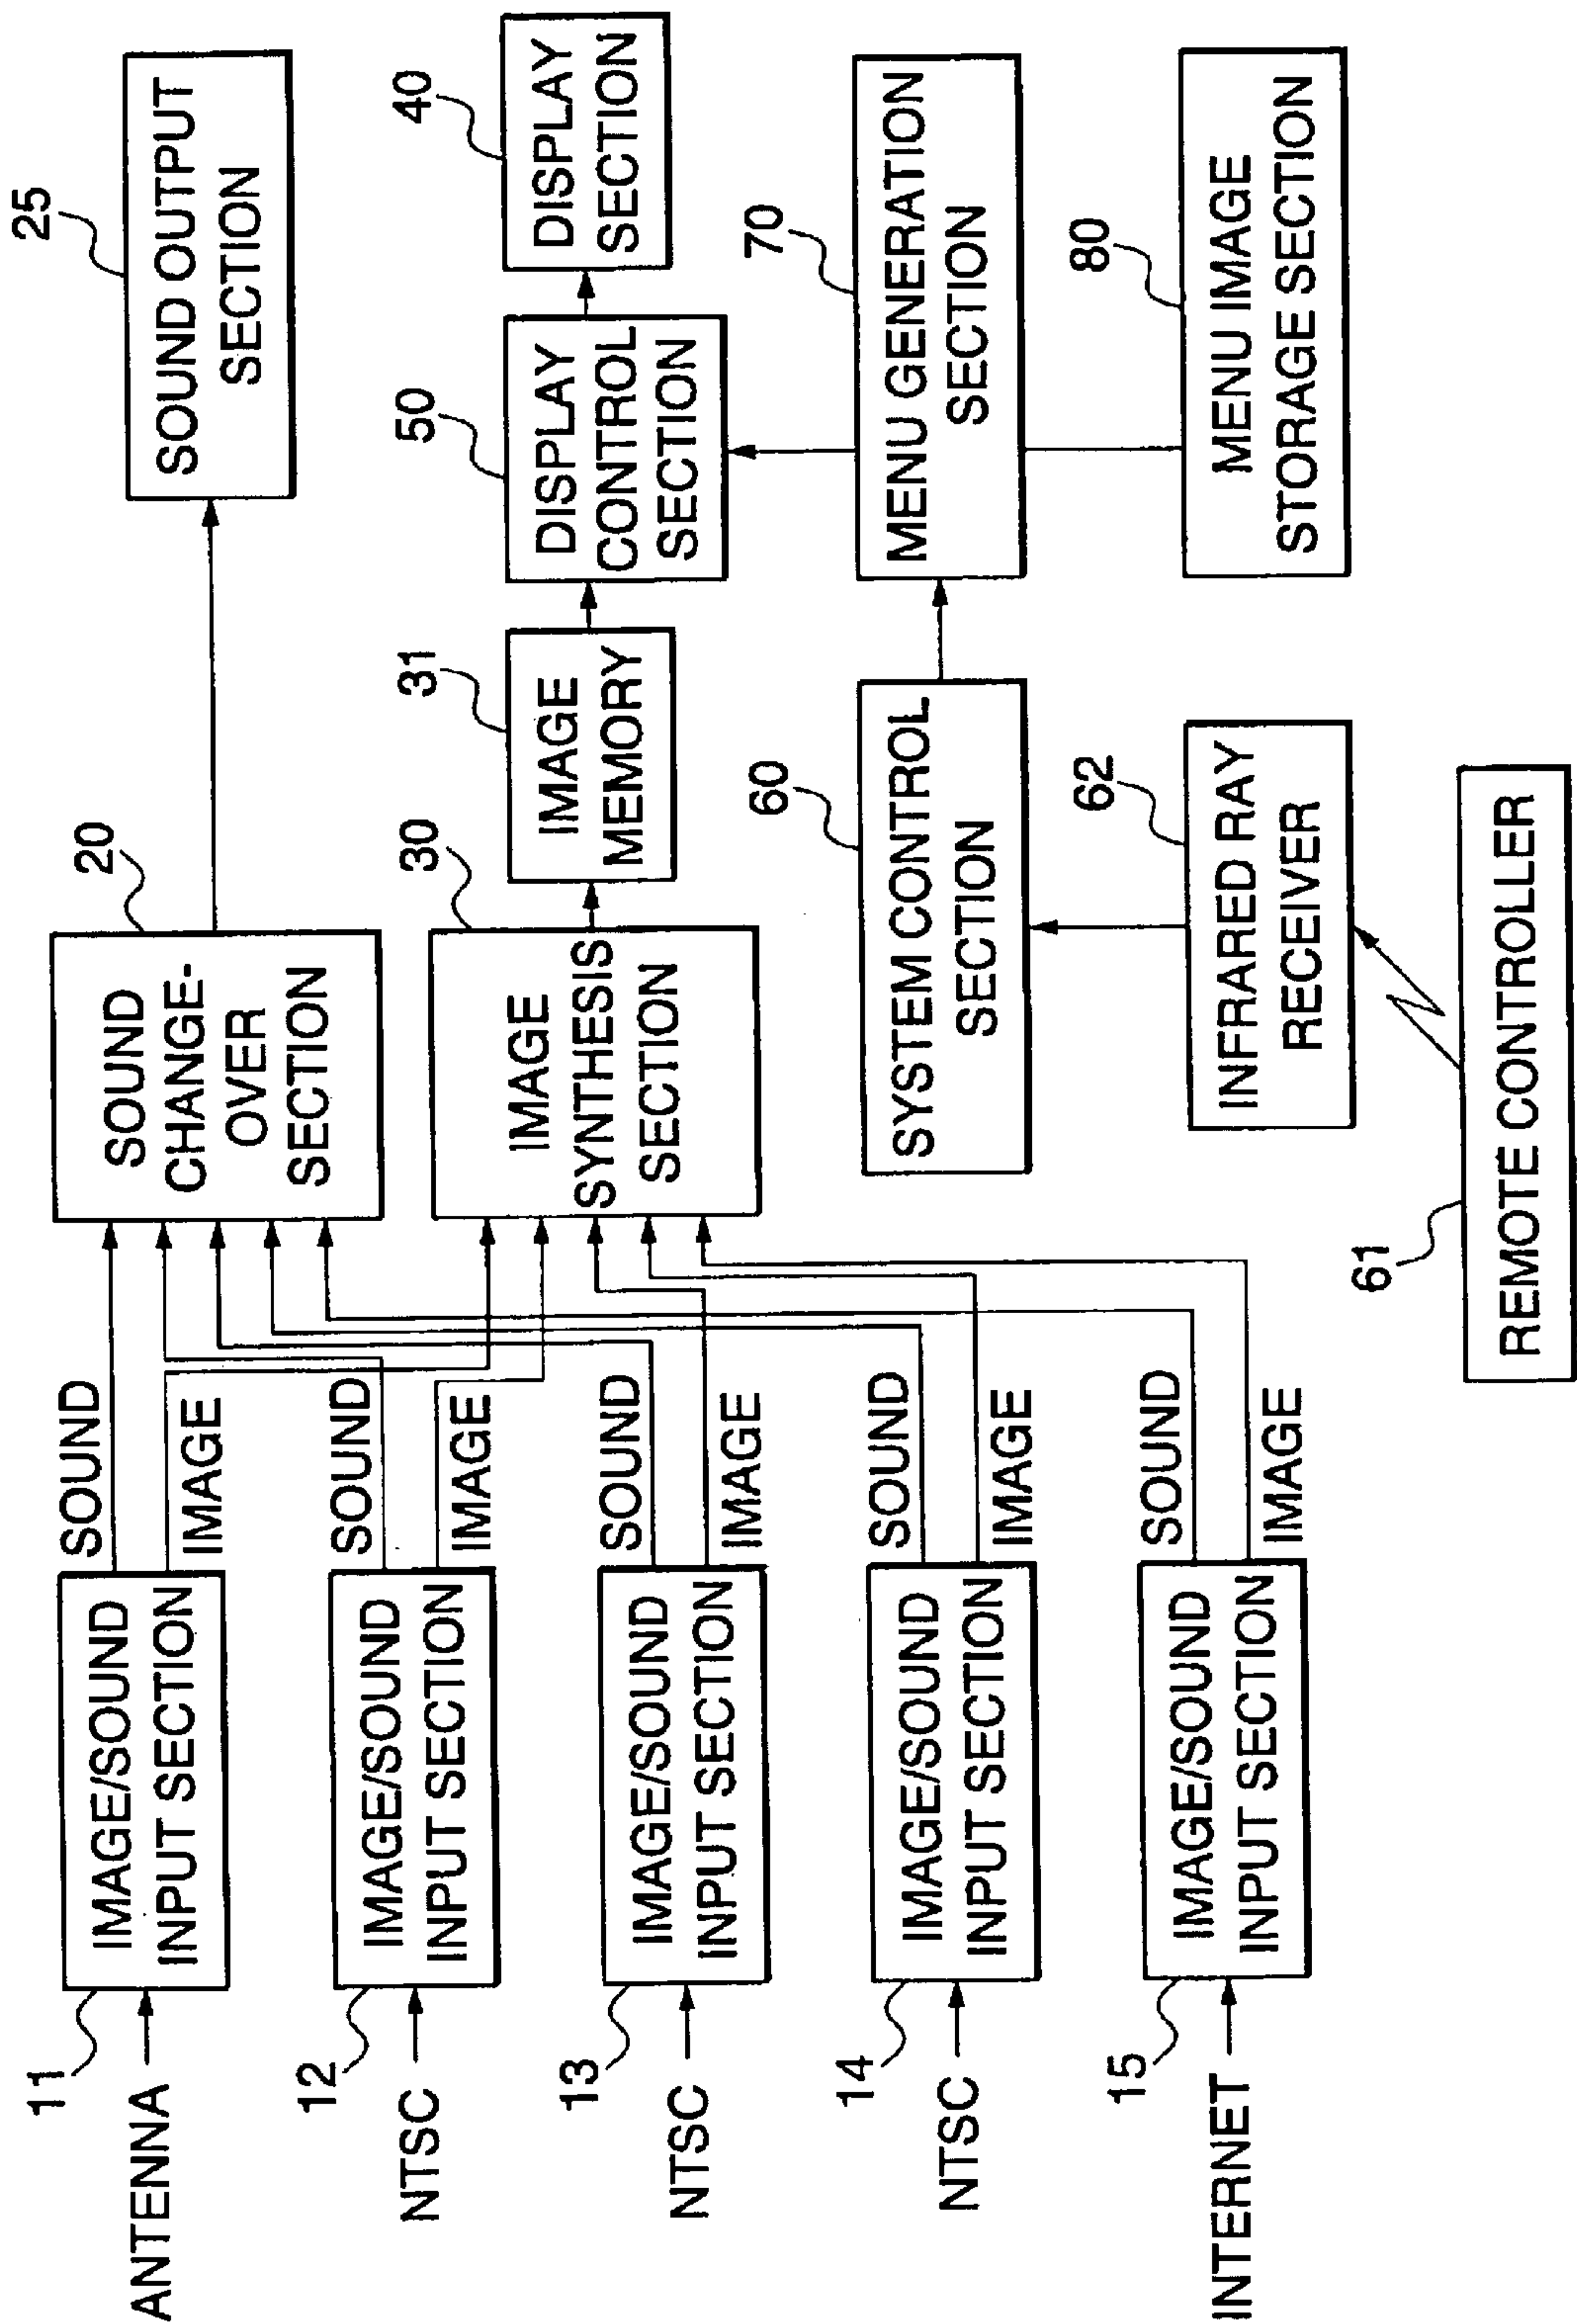 ANTENNA
11
IMAGE/SOUND
INPUT SECTION
SOUND
IMAGE
NTSC
12
IMAGE/SOUND
INPUT SECTION
SOUND
IMAGE
NTSC
13
IMAGE/SOUND
INPUT SECTION
SOUND
IMAGE
NTSC
14
IMAGE/SOUND
INPUT SECTION
SOUND
IMAGE
INTERNET
15
IMAGE/SOUND
INPUT SECTION
SOUND
IMAGE
20
SOUND
CHANGE-
OVER
SECTION
25
SOUND OUTPUT
SECTION
30
IMAGE
SYNTHESIS
SECTION
31
IMAGE
MEMORY
50
DISPLAY
CONTROL
SECTION
40
DISPLAY
SECTION
60
SYSTEM CONTROL
SECTION
70
MENU GENERATION
SECTION
62
INFRARED RAY
RECEIVER
80
MENU IMAGE
STORAGE SECTION
61
REMOTE CONTROLLER